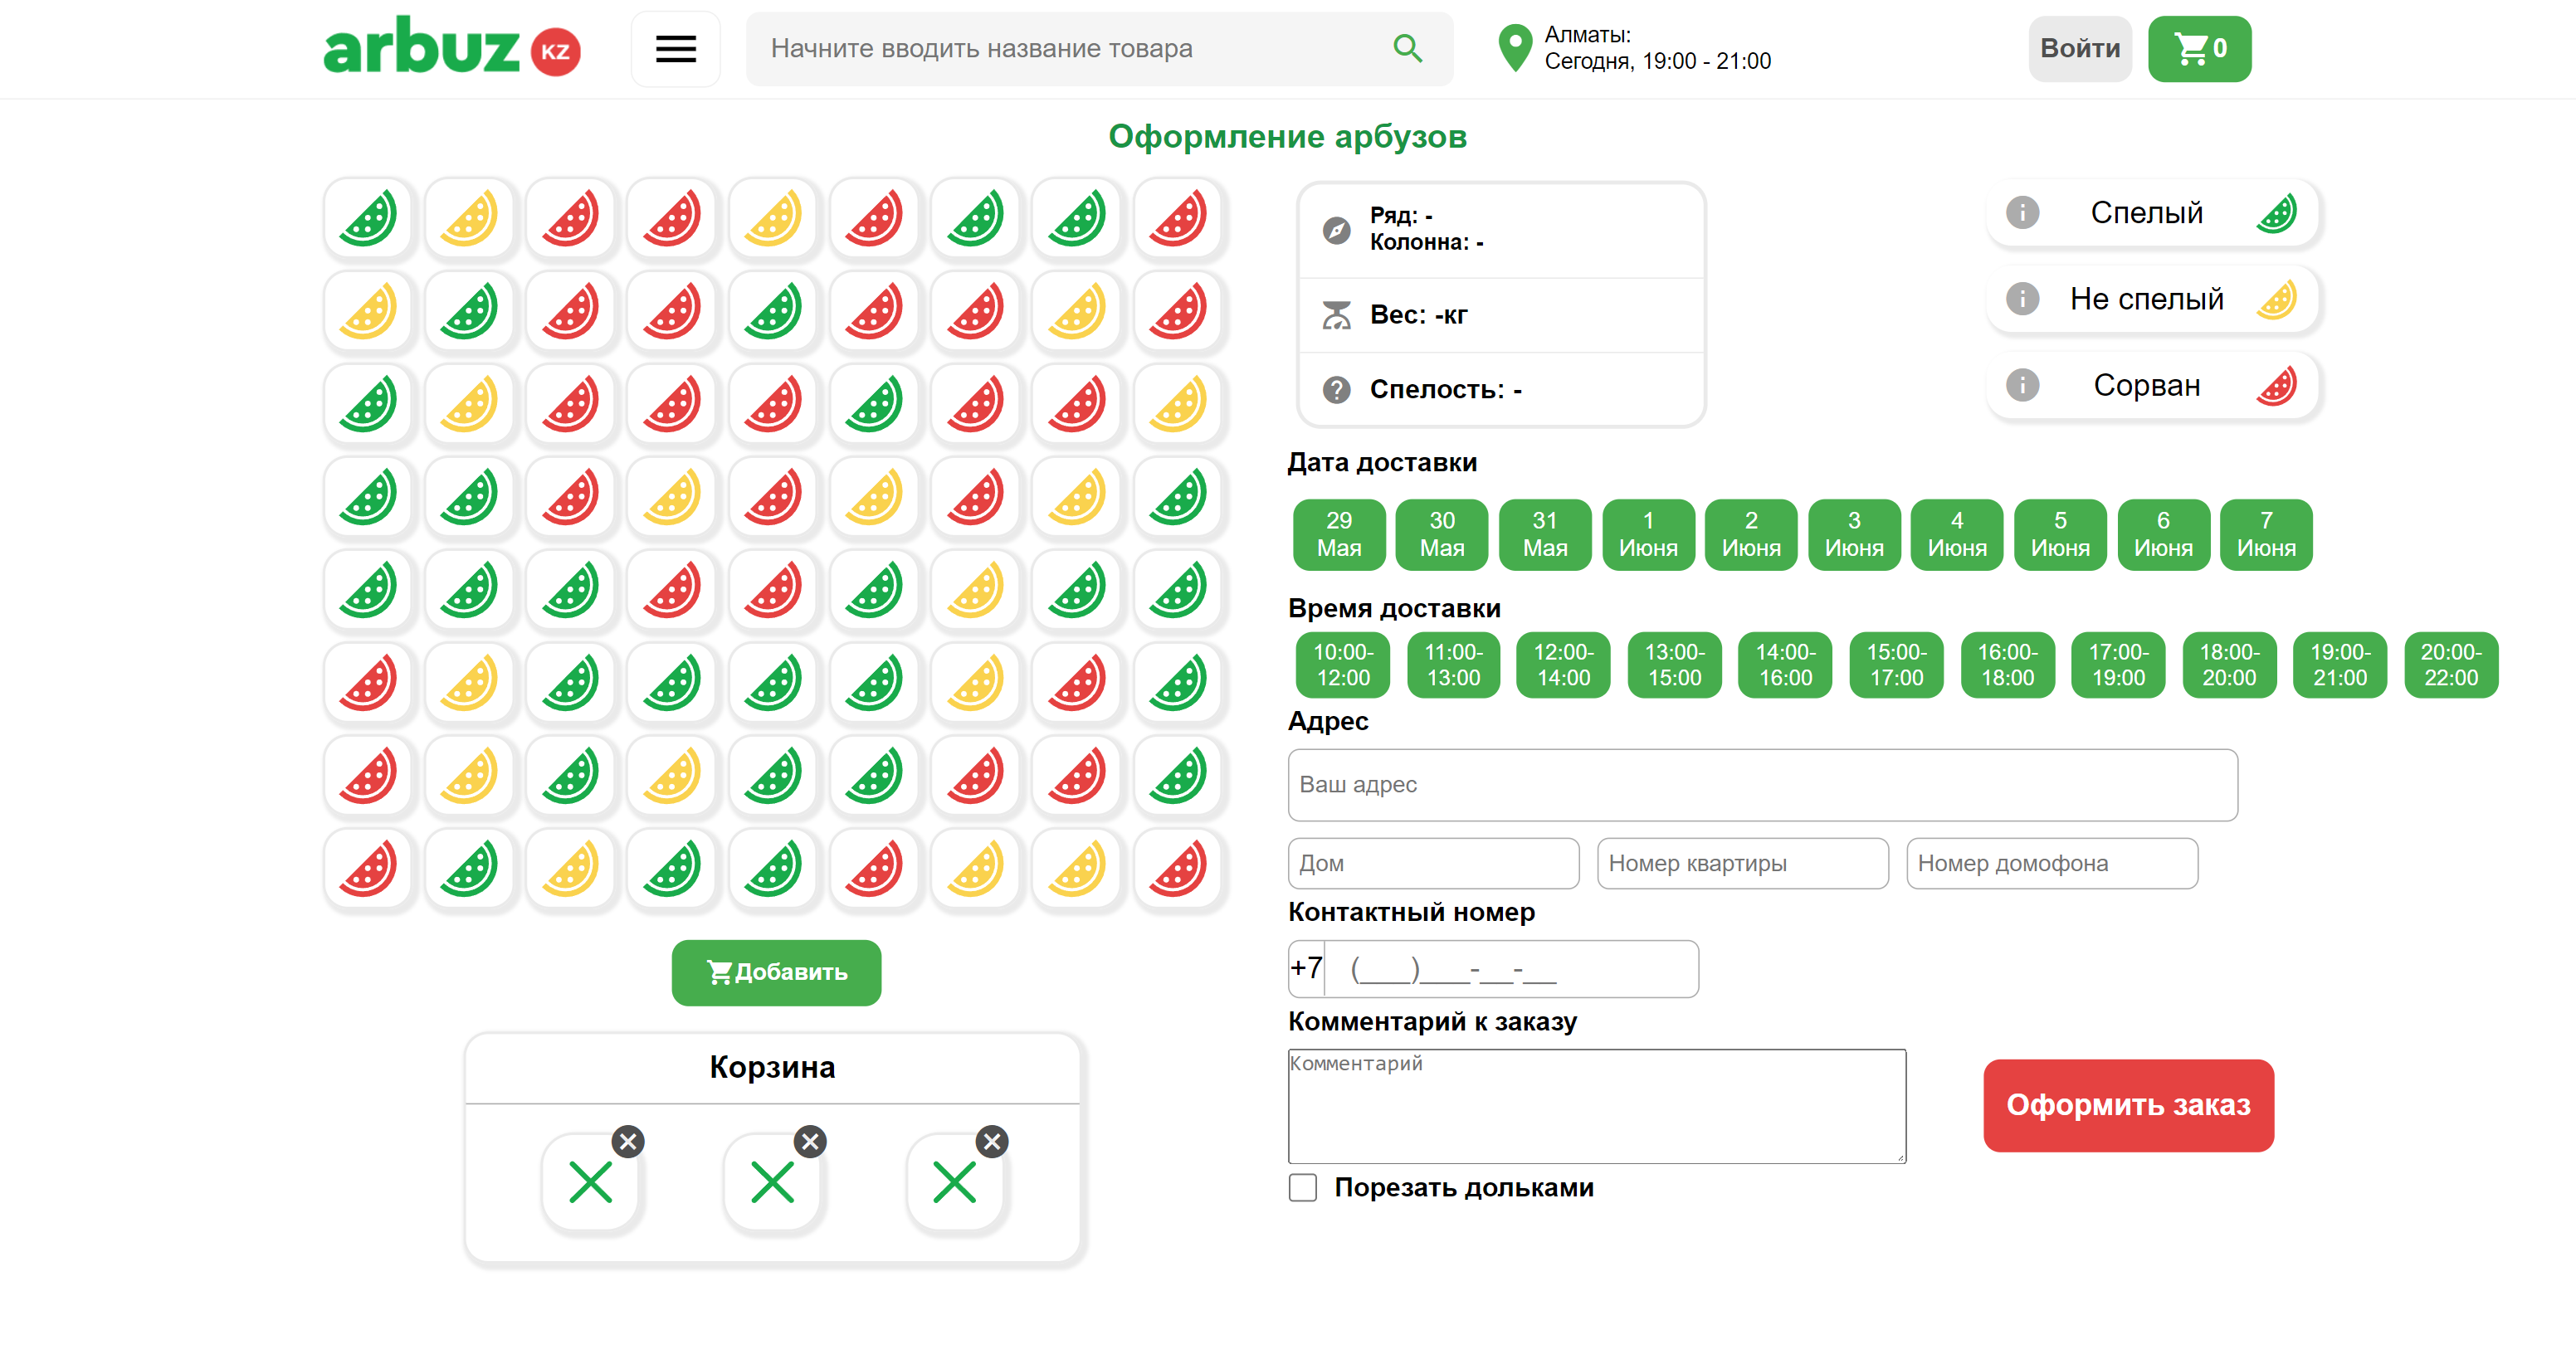 arbuz KZ
Начните вводить название товара
Алматы:
Сегодня, 19:00 - 21:00
Войти
0
Оформление арбузов
Ряд: -
Колонна: -
Вес: -кг
Спелость: -
Спелый
Не спелый
Сорван
Дата доставки
29 Мая
30 Мая
31 Мая
1 Июня
2 Июня
3 Июня
4 Июня
5 Июня
6 Июня
7 Июня
Время доставки
10:00-12:00
11:00-13:00
12:00-14:00
13:00-15:00
14:00-16:00
15:00-17:00
16:00-18:00
17:00-19:00
18:00-20:00
19:00-21:00
20:00-22:00
Адрес
Ваш адрес
Дом
Номер квартиры
Номер домофона
Контактный номер
+7 (___)___-__-__
Комментарий к заказу
Комментарий
Порезать дольками
Оформить заказ
Добавить
Корзина